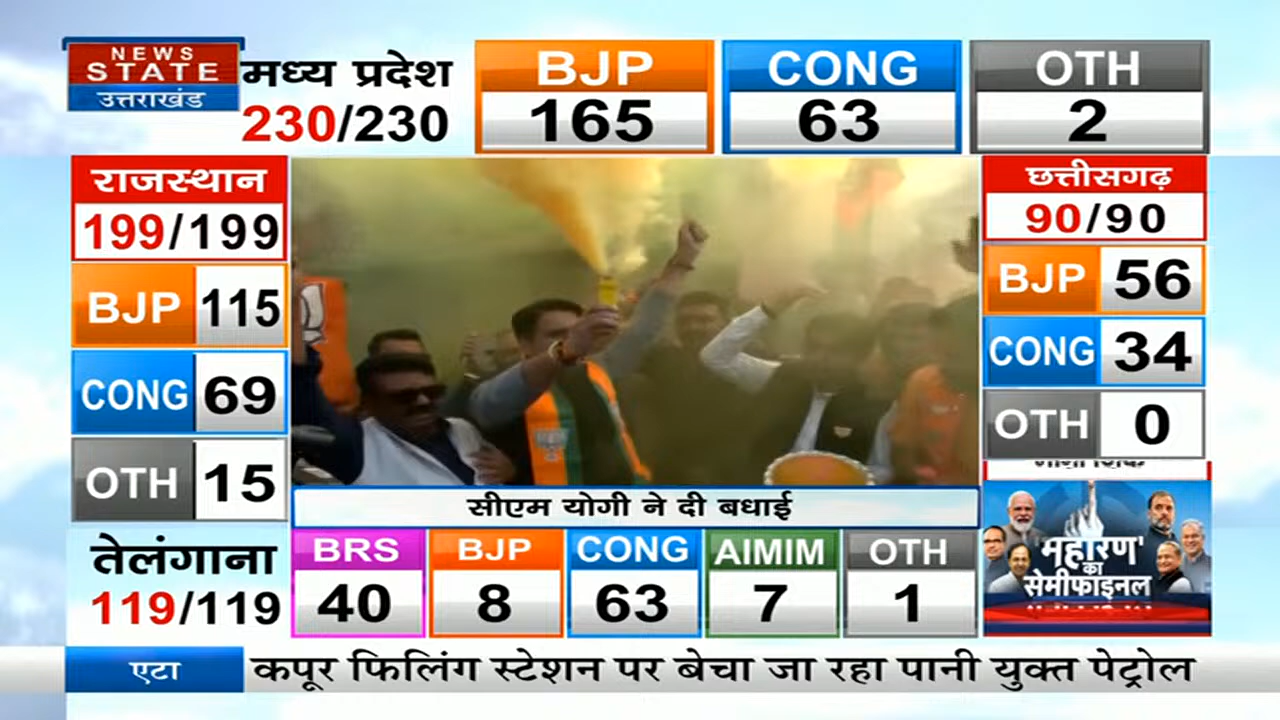 NEWS
STATE
उत्तराखंड
मध्य प्रदेश
230/230
BJP
165
CONG
63
OTH
2
राजस्थान
199/199
BJP 115
CONG 69
OTH 15
छत्तीसगढ़
90/90
BJP 56
CONG 34
OTH 0
'महारण'
का
सेमीफाइनल
सीएम योगी ने दी बधाई
तेलंगाना
119/119
BRS
40
BJP
8
CONG
63
AIMIM
7
OTH
1
एटा
कपूर फिलिंग स्टेशन पर बेचा जा रहा पानी युक्त पेट्रोल